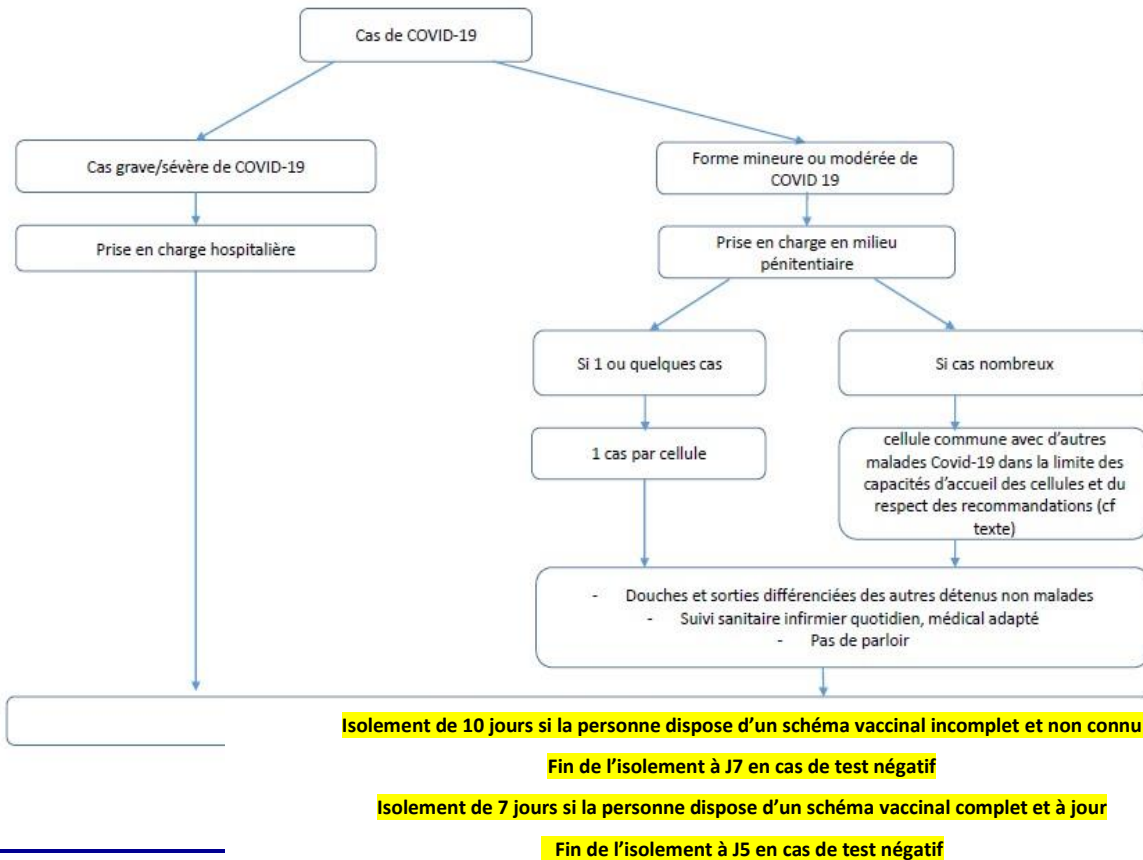 Cas de COVID-19
Cas grave/sévère de COVID-19
Forme mineure ou modérée de
COVID 19
Prise en charge hospitalière
Prise en charge en milieu
pénitentiaire
Si 1 ou quelques cas
Si cas nombreux
1 cas par cellule
cellule commune avec d'autres
malades Covid-19 dans la limite des
capacités d'accueil des cellules et du
respect des recommandations (cf
texte)
- Douches et sorties différenciées des autres détenus non malades
- Suivi sanitaire infirmier quotidien, médical adapté
- Pas de parloir
Isolement de 10 jours si la personne dispose d'un schéma vaccinal incomplet et non connu
Fin de l'isolement à J7 en cas de test négatif
Isolement de 7 jours si la personne dispose d'un schéma vaccinal complet et à jour
Fin de l'isolement à J5 en cas de test négatif